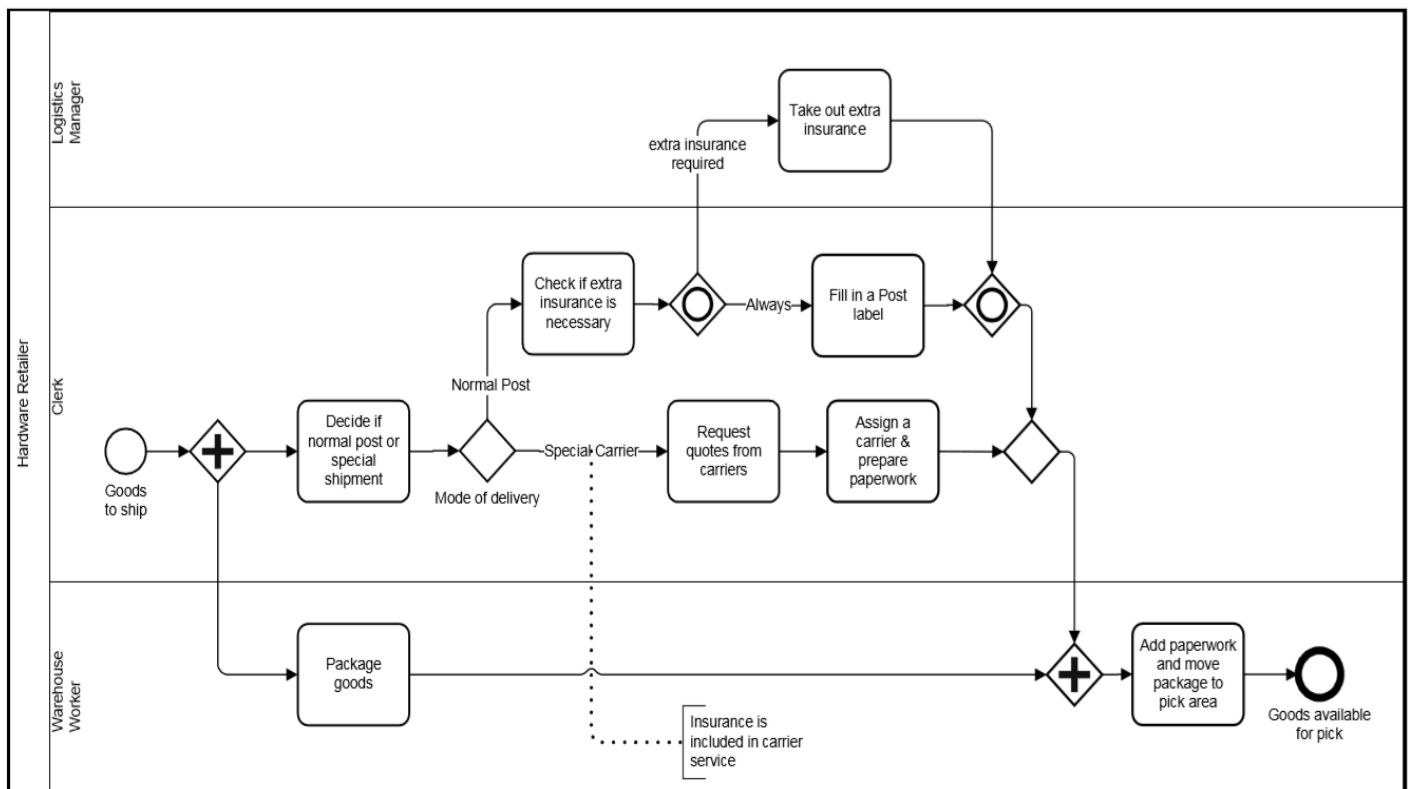 Hardware Retailer
Logistics
Manager
Take out extra
insurance
extra insurance
required
Clerk
Check if extra
insurance is
necessary
Always
Fill in a Post
label
Normal Post
Goods
to ship
Decide if
normal post or
special
shipment
Mode of delivery
Special Carrier
Request
quotes from
carriers
Assign a
carrier &
prepare
paperwork
Warehouse
Worker
Package
goods
Insurance is
included in carrier
service
Add paperwork
and move
package to
pick area
Goods available
for pick